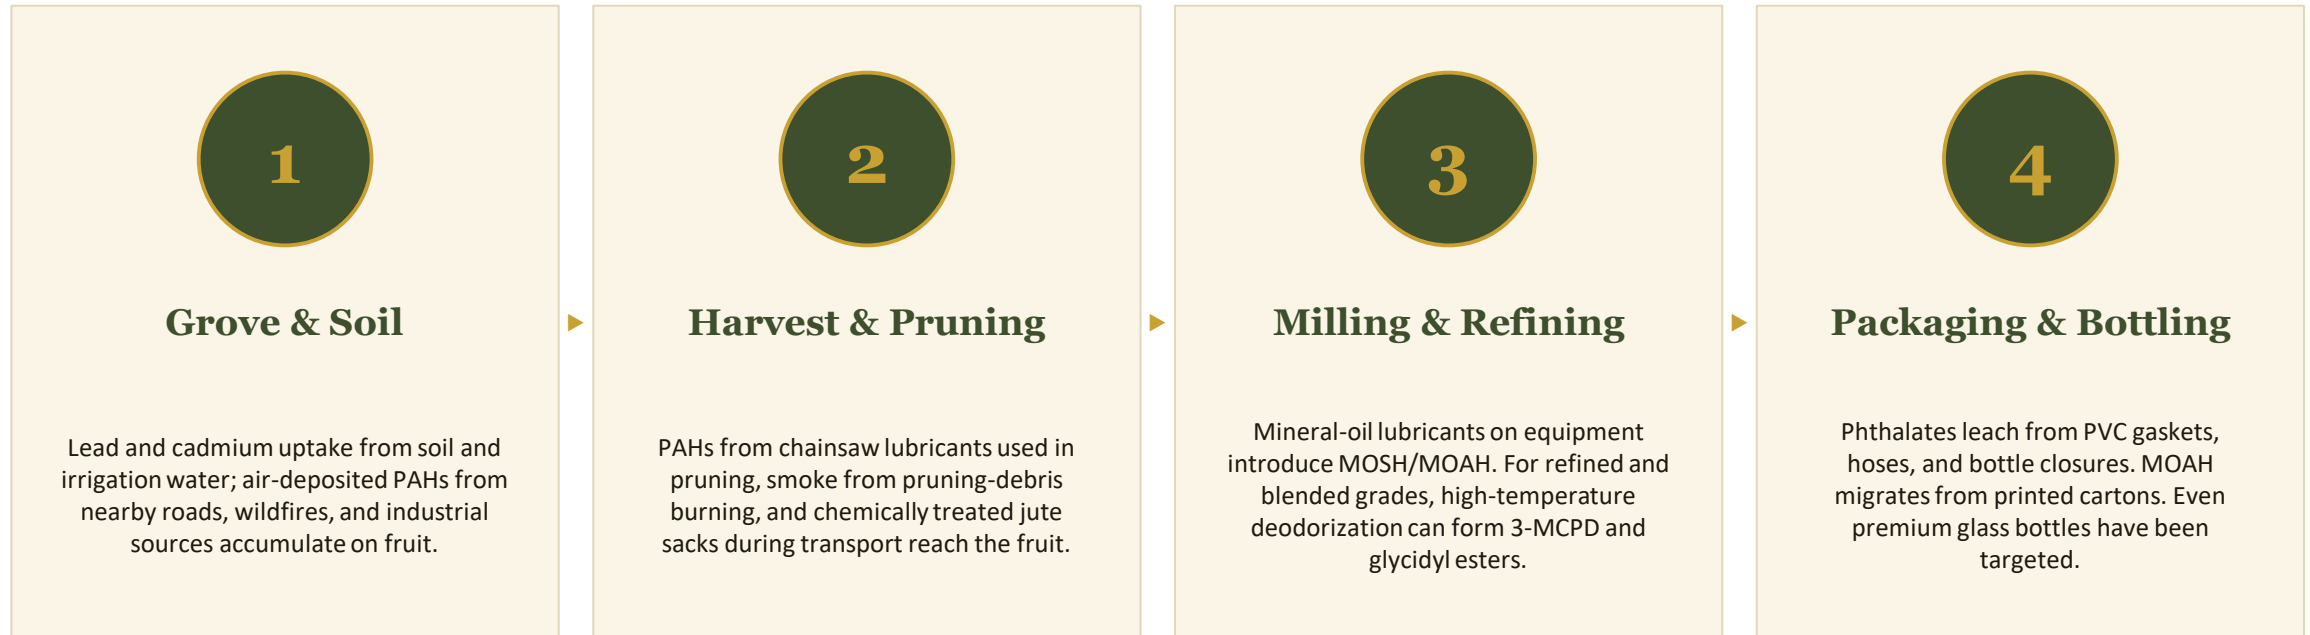 1
Grove & Soil
Lead and cadmium uptake from soil and
irrigation water; air-deposited PAHs from
nearby roads, wildfires, and industrial
sources accumulate on fruit.
2
Harvest & Pruning
PAHs from chainsaw lubricants used in
pruning, smoke from pruning-debris
burning, and chemically treated jute
sacks during transport reach the fruit.
3
Milling & Refining
Mineral-oil lubricants on equipment
introduce MOSH/MOAH. For refined and
blended grades, high-temperature
deodorization can form 3-MCPD and
glycidyl esters.
4
Packaging & Bottling
Phthalates leach from PVC gaskets,
hoses, and bottle closures. MOAH
migrates from printed cartons. Even
premium glass bottles have been
targeted.